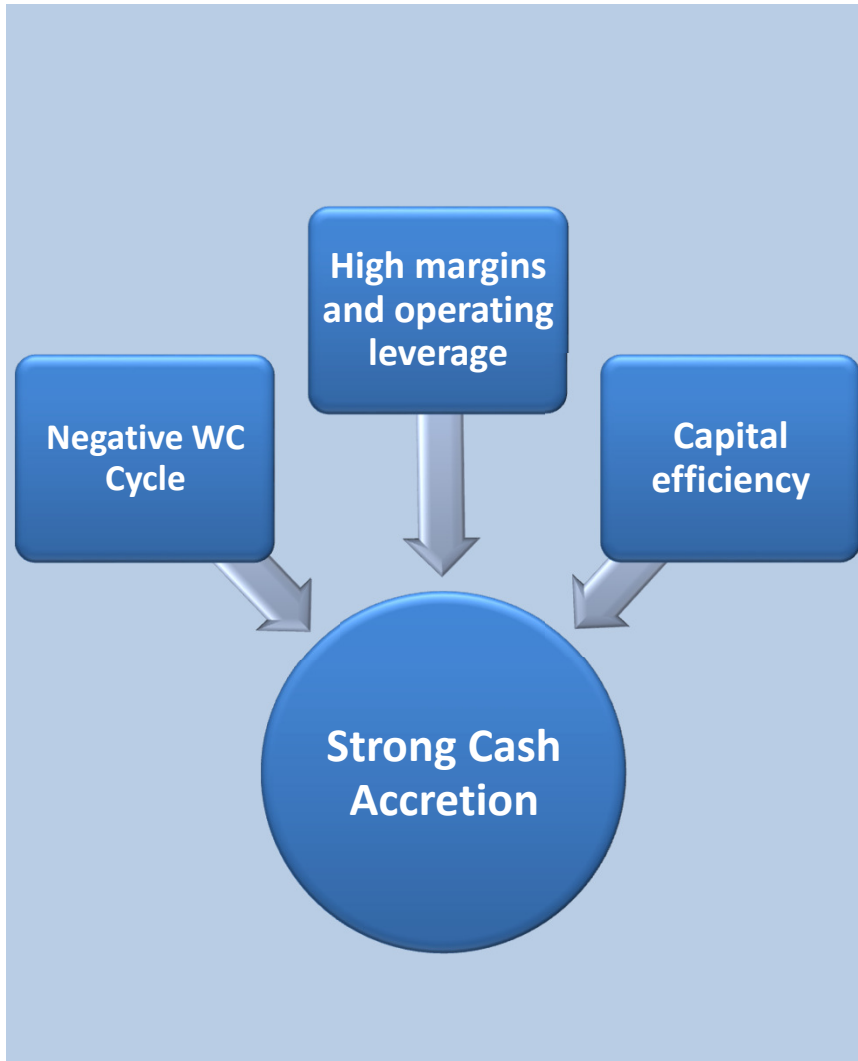 High margins
and operating
leverage
Negative WC
Cycle
Capital
efficiency
Strong Cash
Accretion